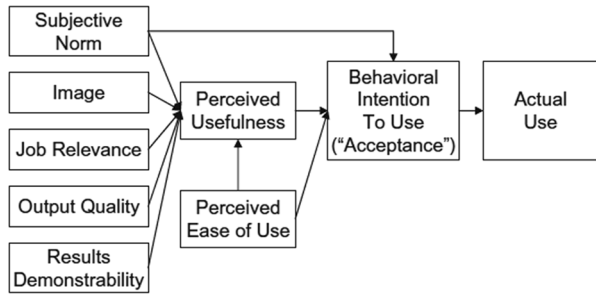 Subjective
Norm
Image
Job Relevance
Output Quality
Results
Demonstrability
Perceived
Usefulness
Perceived
Ease of Use
Behavioral
Intention
To Use
(“Acceptance”)
Actual
Use